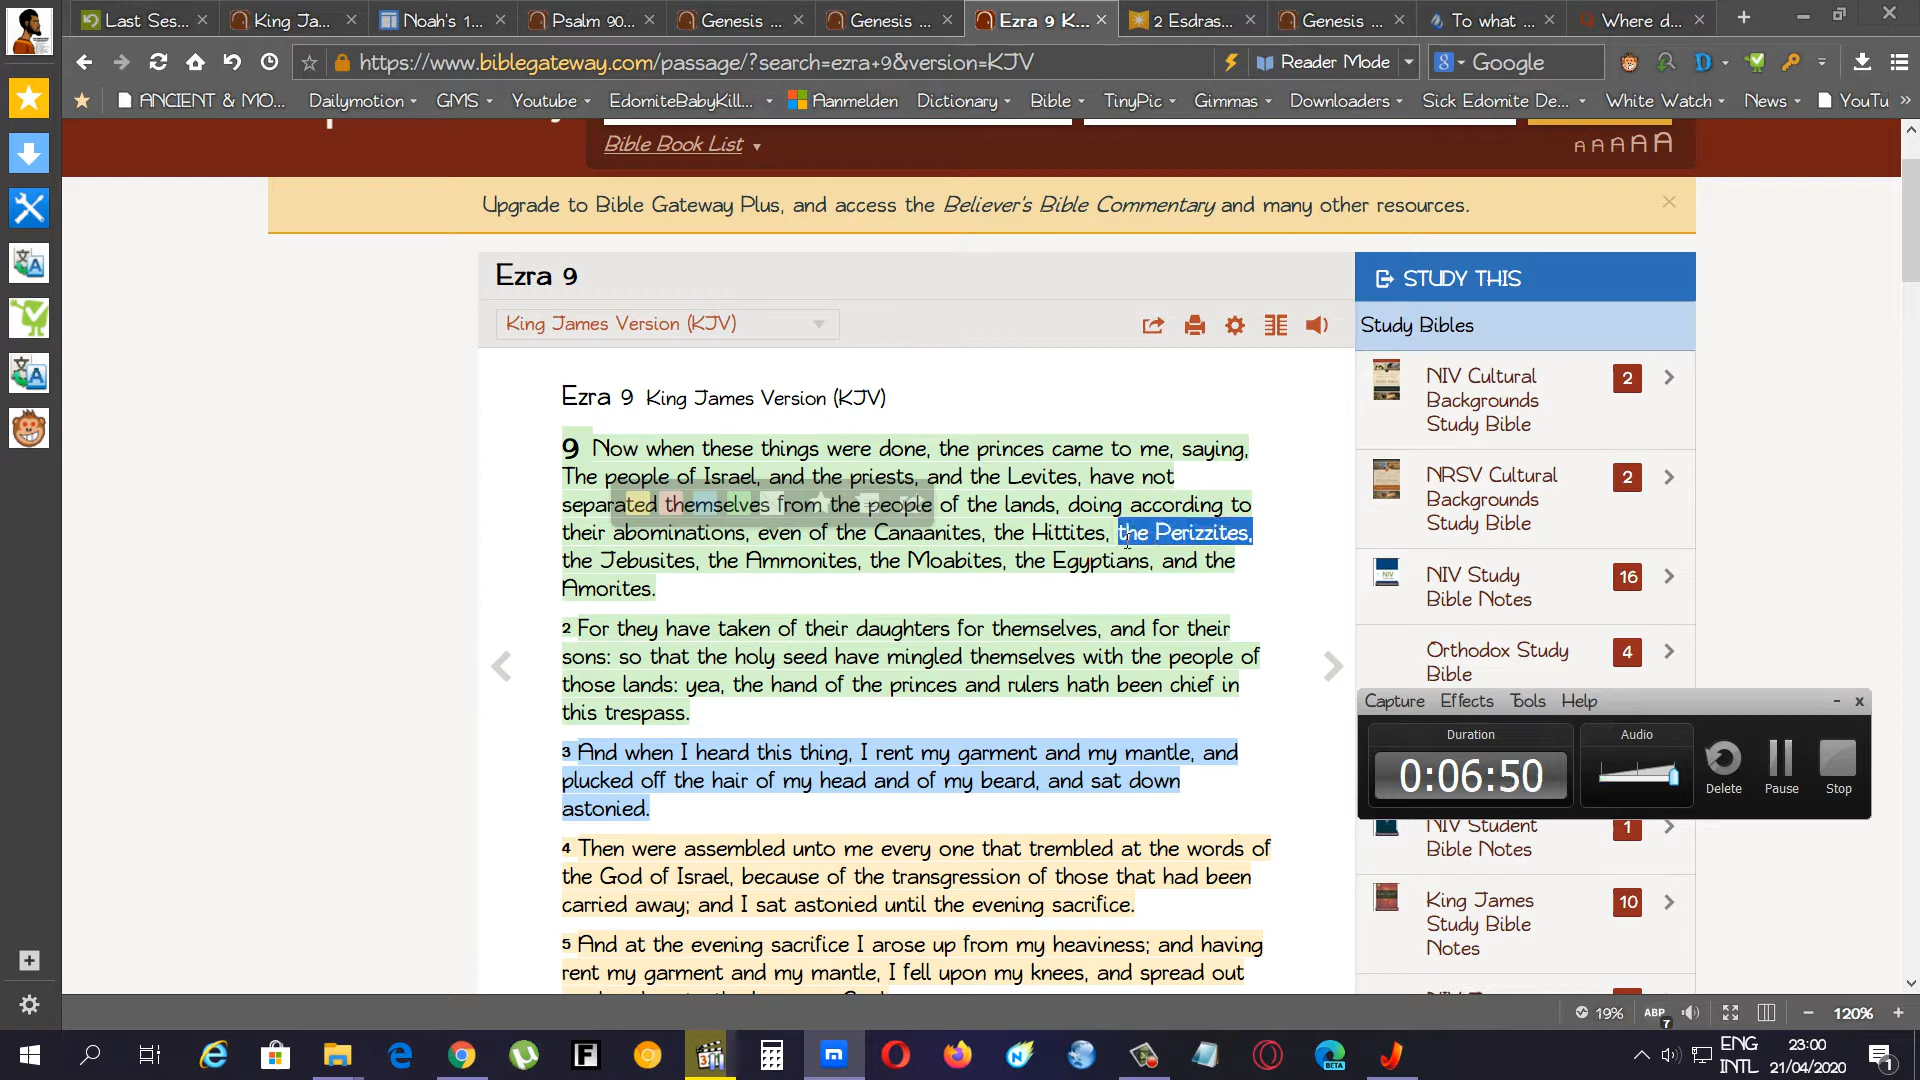 Last Ses...
King Ja...
Noah's 1...
Psalm 90...
Genesis ...
Genesis ...
Ezra 9 K...
2 Esdras...
Genesis ...
To what ...
Where d...
https://www.biblegateway.com/passage/?search=ezra+9&version=KJV
Reader Mode
Google
ANCIENT & MO...
Dailymotion
GMS
Youtube
EdomiteBabyKill...
Aanmelden
Dictionary
Bible
TinyPic
Gimmas
Downloaders
Sick Edomite De...
White Watch
News
YouTu
Bible Book List
A A A A A
Upgrade to Bible Gateway Plus, and access the Believer's Bible Commentary and many other resources.
Ezra 9
King James Version (KJV)
Ezra 9 King James Version (KJV)
9 Now when these things were done, the princes came to me, saying,
The people of Israel, and the priests, and the Levites, have not
separated themselves from the people of the lands, doing according to
their abominations, even of the Canaanites, the Hittites, the Perizzites,
the Jebusites, the Ammonites, the Moabites, the Egyptians, and the
Amorites.
2 For they have taken of their daughters for themselves, and for their
sons: so that the holy seed have mingled themselves with the people of
those lands: yea, the hand of the princes and rulers hath been chief in
this trespass.
3 And when I heard this thing, I rent my garment and my mantle, and
plucked off the hair of my head and of my beard, and sat down
astonied.
4 Then were assembled unto me every one that trembled at the words of
the God of Israel, because of the transgression of those that had been
carried away; and I sat astonied until the evening sacrifice.
5 And at the evening sacrifice I arose up from my heaviness; and having
rent my garment and my mantle, I fell upon my knees, and spread out
STUDY THIS
Study Bibles
NIV Cultural
Backgrounds
Study Bible
2
NRSV Cultural
Backgrounds
Study Bible
2
NIV Study
Bible Notes
16
Orthodox Study
Bible
4
Capture Effects Tools Help
Duration
0:06:50
Audio
Delete
Pause
Stop
NIV Student
Bible Notes
1
King James
Study Bible
Notes
10
19%
ABP
7
120%
ENG
INTL
23:00
21/04/2020
1